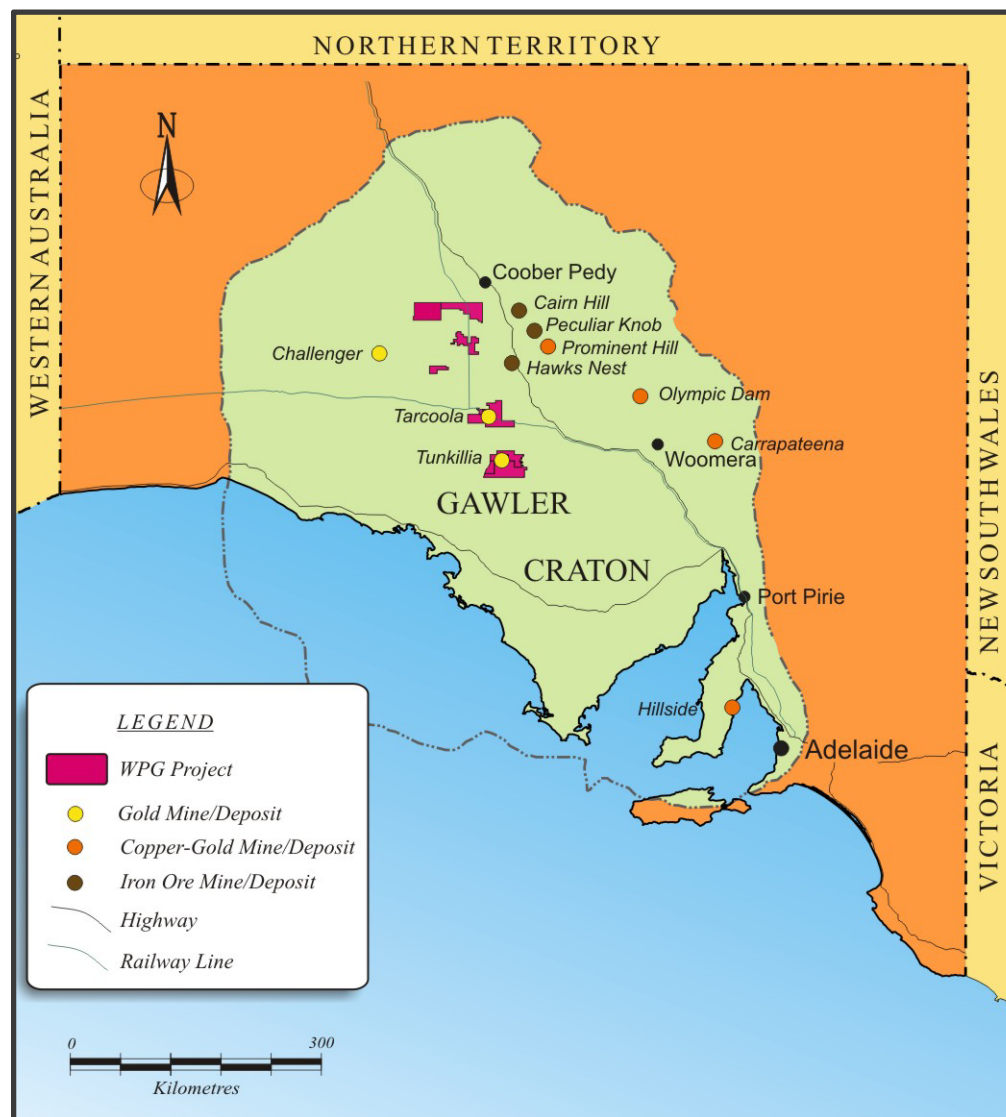 NORTHERN TERRITORY
WESTERN AUSTRALIA
N
Coober Pedy
Cairn Hill
Peculiar Knob
Prominent Hill
Challenger
Hawks Nest
Olympic Dam
Tarcoola
Carrapateena
Woomera
Tunkillia
GAWLER
CRATON
NEW SOUTH WALES
Port Pirie
Hillside
Adelaide
VICTORIA
LEGEND
WPG Project
Gold Mine/Deposit
Copper-Gold Mine/Deposit
Iron Ore Mine/Deposit
Highway
Railway Line
0 300
Kilometres